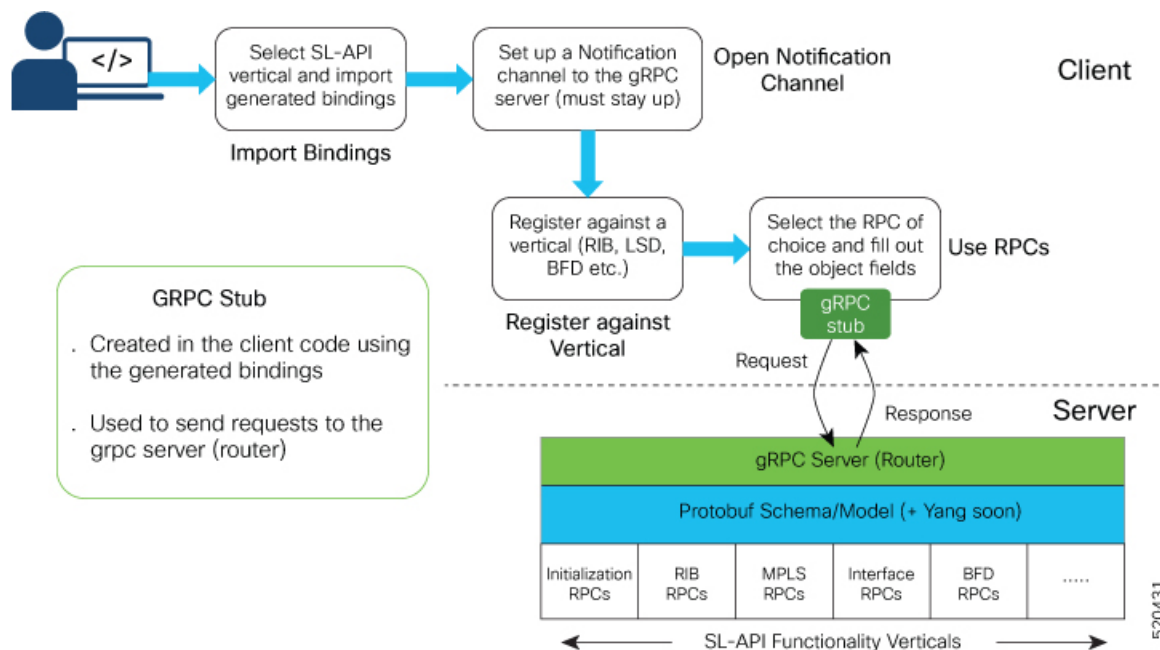 </>
Select SL-API
vertical and import
generated bindings
Import Bindings
Set up a Notification
channel to the gRPC
server (must stay up)
Open Notification
Channel
Client
Register against a
vertical (RIB, LSD,
BFD etc.)
Register against
Vertical
Select the RPC of
choice and fill out
the object fields
Use RPCs
gRPC
stub
GRPC Stub
. Created in the client code using
the generated bindings
. Used to send requests to the
grpc server (router)
Request
Response
Server
gRPC Server (Router)
Protobuf Schema/Model (+ Yang soon)
Initialization
RPCs
RIB
RPCs
MPLS
RPCs
Interface
RPCs
BFD
RPCs
.....
SL-API Functionality Verticals
520431